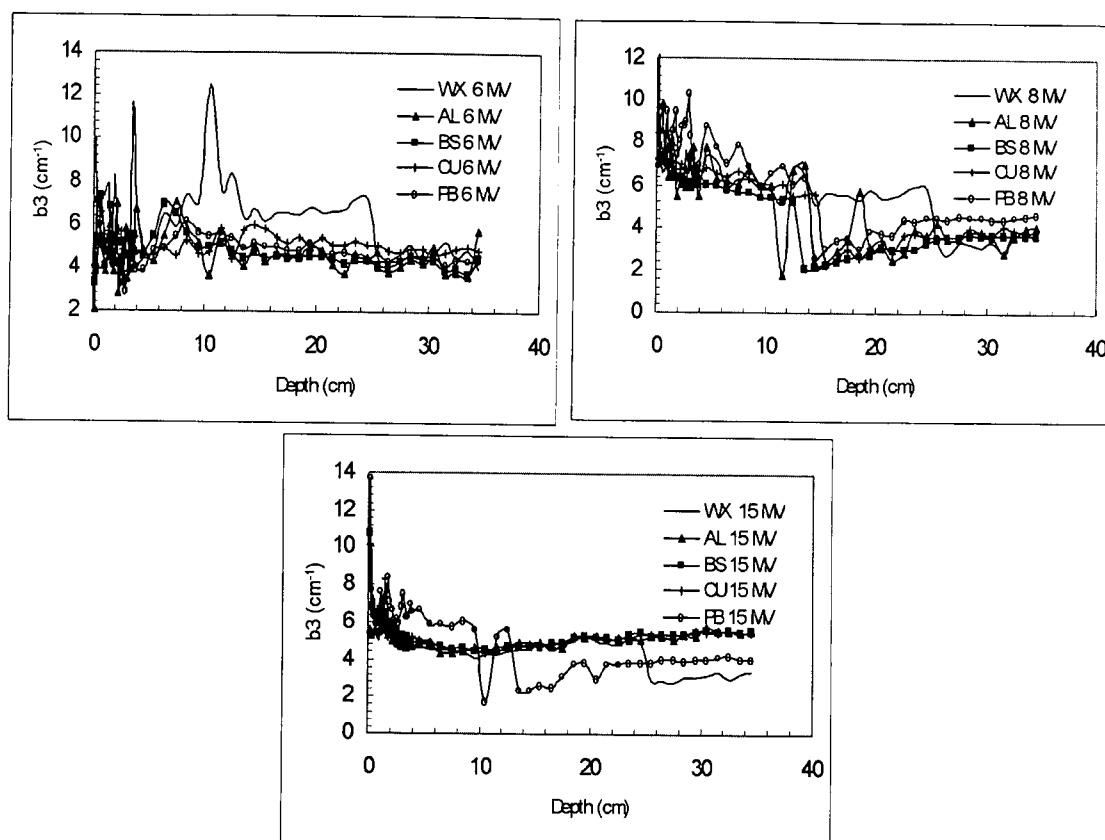 14
12
10
8
6
4
2
b3 (cm⁻¹)
0
10
20
30
40
Depth (cm)
WX 6 MV
AL 6 MV
BS 6 MV
CU 6 MV
PB 6 MV
12
10
8
6
4
2
0
b3 (cm⁻¹)
0
10
20
30
40
Depth (cm)
WX 8 MV
AL 8 MV
BS 8 MV
CU 8 MV
PB 8 MV
14
12
10
8
6
4
2
0
b3 (cm⁻¹)
0
10
20
30
40
Depth (cm)
WX 15 MV
AL 15 MV
BS 15 MV
CU 15 MV
PB 15 MV